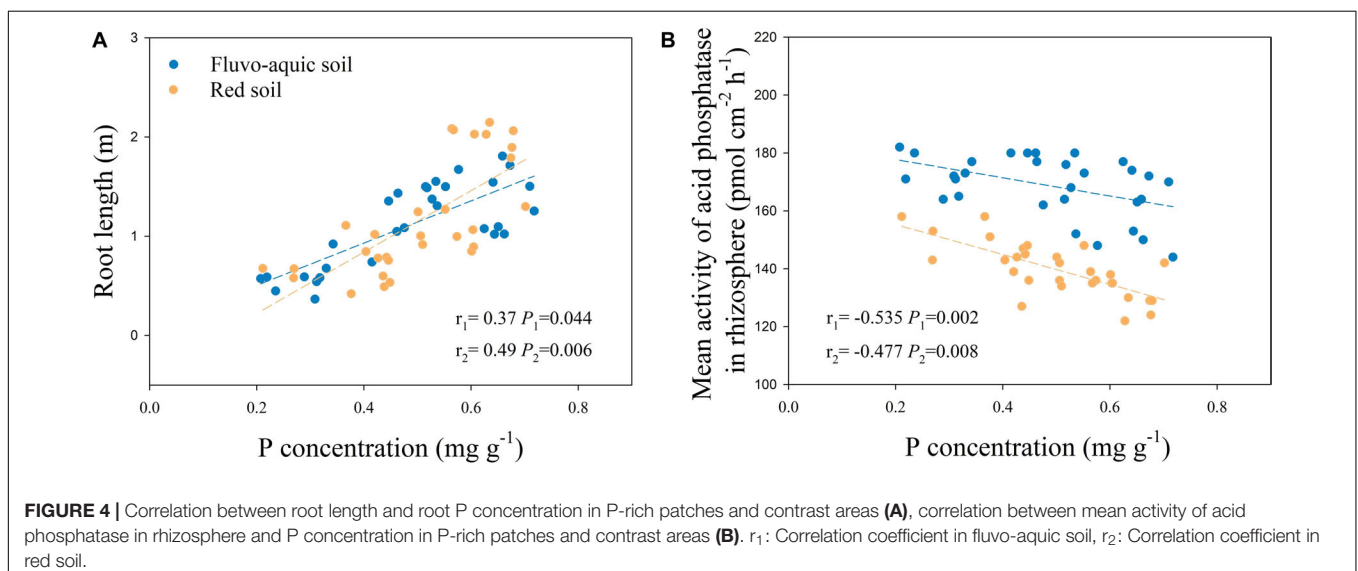 A
3
2
1
0
Root length (m)
Fluvo-aquic soil
Red soil
r₁= 0.37 P₁=0.044
r₂= 0.49 P₂=0.006
0.0 0.2 0.4 0.6 0.8
P concentration (mg g⁻¹)
B
220
200
180
160
140
120
100
Mean activity of acid phosphatase
in rhizosphere (pmol cm⁻² h⁻¹)
r₁= -0.535 P₁=0.002
r₂= -0.477 P₂=0.008
0.0 0.2 0.4 0.6 0.8
P concentration (mg g⁻¹)
FIGURE 4 | Correlation between root length and root P concentration in P-rich patches and contrast areas (A), correlation between mean activity of acid
phosphatase in rhizosphere and P concentration in P-rich patches and contrast areas (B). r₁: Correlation coefficient in fluvo-aquic soil, r₂: Correlation coefficient in
red soil.